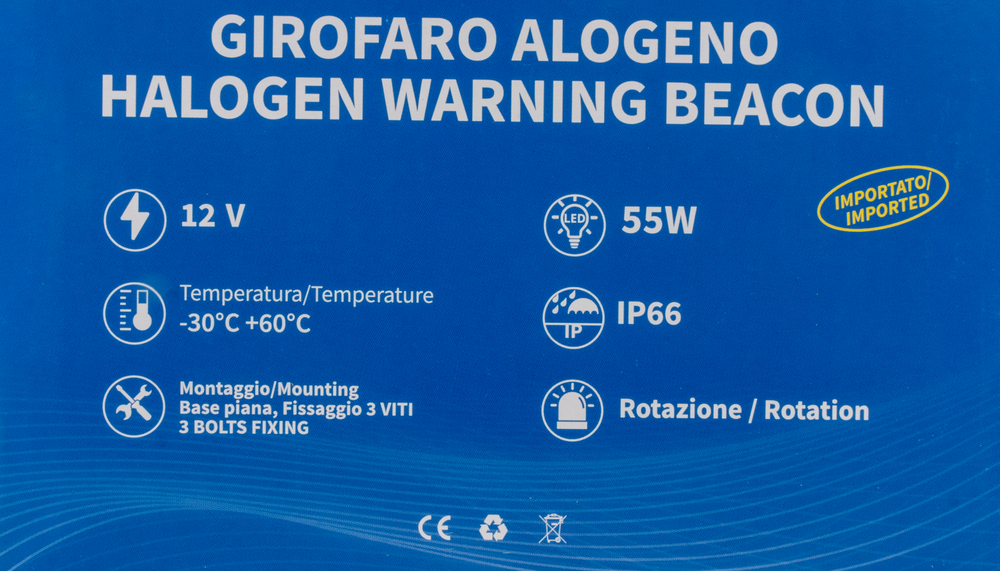 GIROFARO ALOGENO
HALOGEN WARNING BEACON
12 V
LED
55W
IMPORTATO/
IMPORTED
Temperatura/Temperature
-30°C +60°C
IP
IP66
Montaggio/Mounting
Base piana, Fissaggio 3 VITI
3 BOLTS FIXING
Rotazione / Rotation
CE